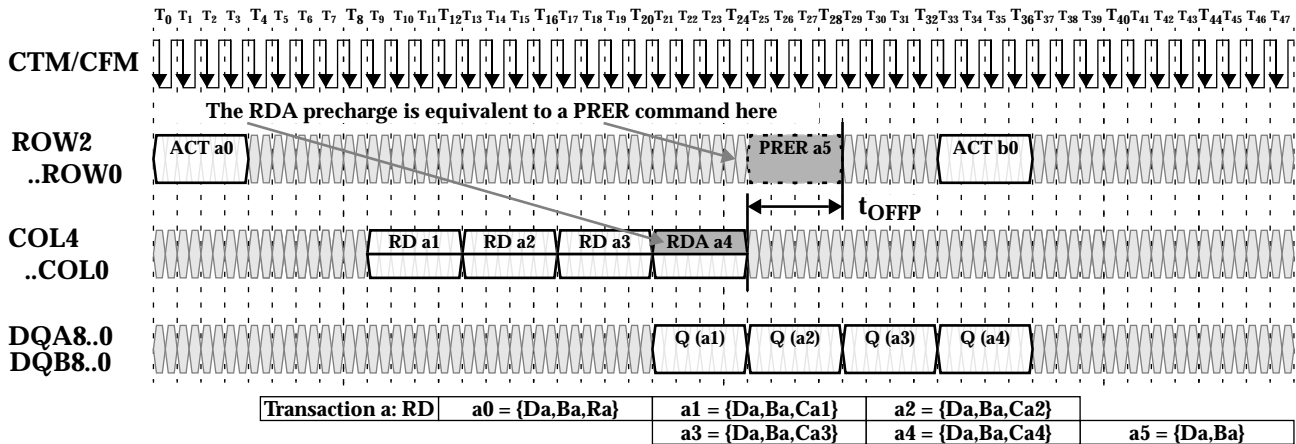 T0 T1 T2 T3 T4 T5 T6 T7 T8 T9 T10 T11 T12 T13 T14 T15 T16 T17 T18 T19 T20 T21 T22 T23 T24 T25 T26 T27 T28 T29 T30 T31 T32 T33 T34 T35 T36 T37 T38 T39 T40 T41 T42 T43 T44 T45 T46 T47
CTM/CFM
The RDA precharge is equivalent to a PRER command here
ROW2
..ROW0
ACT a0 PRER a5 ACT b0
tOFFP
COL4
..COL0
RD a1 RD a2 RD a3 RDA a4
DQA8..0
DQB8..0
Q (a1) Q (a2) Q (a3) Q (a4)
Transaction a: RD a0 = {Da,Ba,Ra} a1 = {Da,Ba,Ca1} a2 = {Da,Ba,Ca2}
a3 = {Da,Ba,Ca3} a4 = {Da,Ba,Ca4} a5 = {Da,Ba}